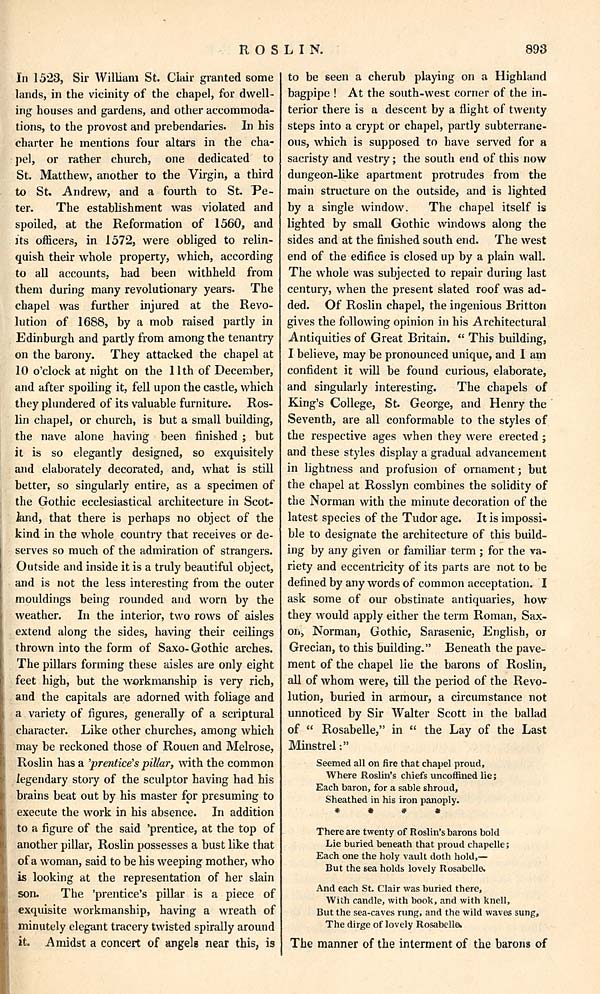 ROSLIN.
893
In 1523, Sir William St. Clair granted some
lands, in the vicinity of the chapel, for dwell-
ing houses and gardens, and other accommoda-
tions, to the provost and prebendaries. In his
charter he mentions four altars in the cha-
pel, or rather church, one dedicated to
St. Matthew, another to the Virgin, a third
to St. Andrew, and a fourth to St. Pe-
ter. The establishment was violated and
spoiled, at the Reformation of 1560, and
its officers, in 1572, were obliged to relin-
quish their whole property, which, according
to all accounts, had been withheld from
them during many revolutionary years. The
chapel was further injured at the Revo-
lution of 1688, by a mob raised partly in
Edinburgh and partly from among the tenantry
on the barony. They attacked the chapel at
10 o'clock at night on the 11th of December,
and after spoiling it, fell upon the castle, which
they plundered of its valuable furniture. Ros-
lin chapel, or church, is but a small building,
the nave alone having been finished ; but
it is so elegantly designed, so exquisitely
and elaborately decorated, and, what is still
better, so singularly entire, as a specimen of
the Gothic ecclesiastical architecture in Scot-
land, that there is perhaps no object of the
kind in the whole country that receives or de-
serves so much of the admiration of strangers.
Outside and inside it is a truly beautiful object,
and is not the less interesting from the outer
mouldings being rounded and worn by the
weather. In the interior, two rows of aisles
extend along the sides, having their ceilings
thrown into the form of Saxo-Gothic arches.
The pillars forming these aisles are only eight
feet high, but the workmanship is very rich,
and the capitals are adorned with foliage and
a variety of figures, generally of a scriptural
character. Like other churches, among which
may be reckoned those of Rouen and Melrose,
Roslin has a 'prentice's pillar, with the common
legendary story of the sculptor having had his
brains beat out by his master for presuming to
execute the work in his absence. In addition
to a figure of the said 'prentice, at the top of
another pillar, Roslin possesses a bust like that
of a woman, said to be his weeping mother, who
is looking at the representation of her slain
son. The 'prentice's pillar is a piece of
exquisite workmanship, having a wreath of
minutely elegant tracery twisted spirally around
it. Amidst a concert of angels near this, is
to be seen a cherub playing on a Highland
bagpipe ! At the south-west corner of the in-
terior there is a descent by a flight of twenty
steps into a crypt or chapel, partly subterrane-
ous, which is supposed to have served for a
sacristy and vestry; the south end of this now
dungeon-like apartment protrudes from the
main structure on the outside, and is lighted
by a single window. The chapel itself is
lighted by small Gothic windows along the
sides and at the finished south end. The west
end of the edifice is closed up by a plain wall.
The whole was subjected to repair during last
century, when the present slated roof was ad-
ded. Of Roslin chapel, the ingenious Britton
gives the following opinion in his Architectural
Antiquities of Great Britain. " This building,
I believe, may be pronounced unique, and I am
confident it will be found curious, elaborate,
and singularly interesting. The chapels of
King's College, St. George, and Henry the
Seventh, are all conformable to the styles of
the respective ages when they were erected ;
and these styles display a gradual advancement
in lightness and profusion of ornament; but
the chapel at Rosslyn combines the solidity of
the Norman with the minute decoration of the
latest species of the Tudor age. It is impossi-
ble to designate the architecture of this build-
ing by any given or familiar term ; for the va-
riety and eccentricity of its parts are not to be
defined by any words of common acceptation. I
ask some of our obstinate antiquaries, how
they would apply either the term Roman, Sax-
on, Norman, Gothic, Sarasenic, English, or
Grecian, to this building." Beneath the pave-
ment of the chapel lie the barons of Roslin,
all of whom were, till the period of the Revo-
lution, buried in armour, a circumstance not
unnoticed by Sir Walter Scott in the ballad
of " Rosabelle," in " the Lay of the Last
Minstrel :"
Seemed all on fire that chapel proud,
Where Roslin's chiefs uncoffined lie;
Each baron, for a sable shroud,
Sheathed in his iron panoply.
* * * *
There are twenty of Roslin's barons bold
Lie buried beneath that proud chapelle;
Each one the holy vault doth hold,—
But the sea holds lovely Rosabelle.
And each St. Clair was buried there,
With candle, with book, and with knell,
But the sea-caves rung, and the wild waves sung,
The dirge of lovely Rosabelle.
The manner of the interment of the barons of